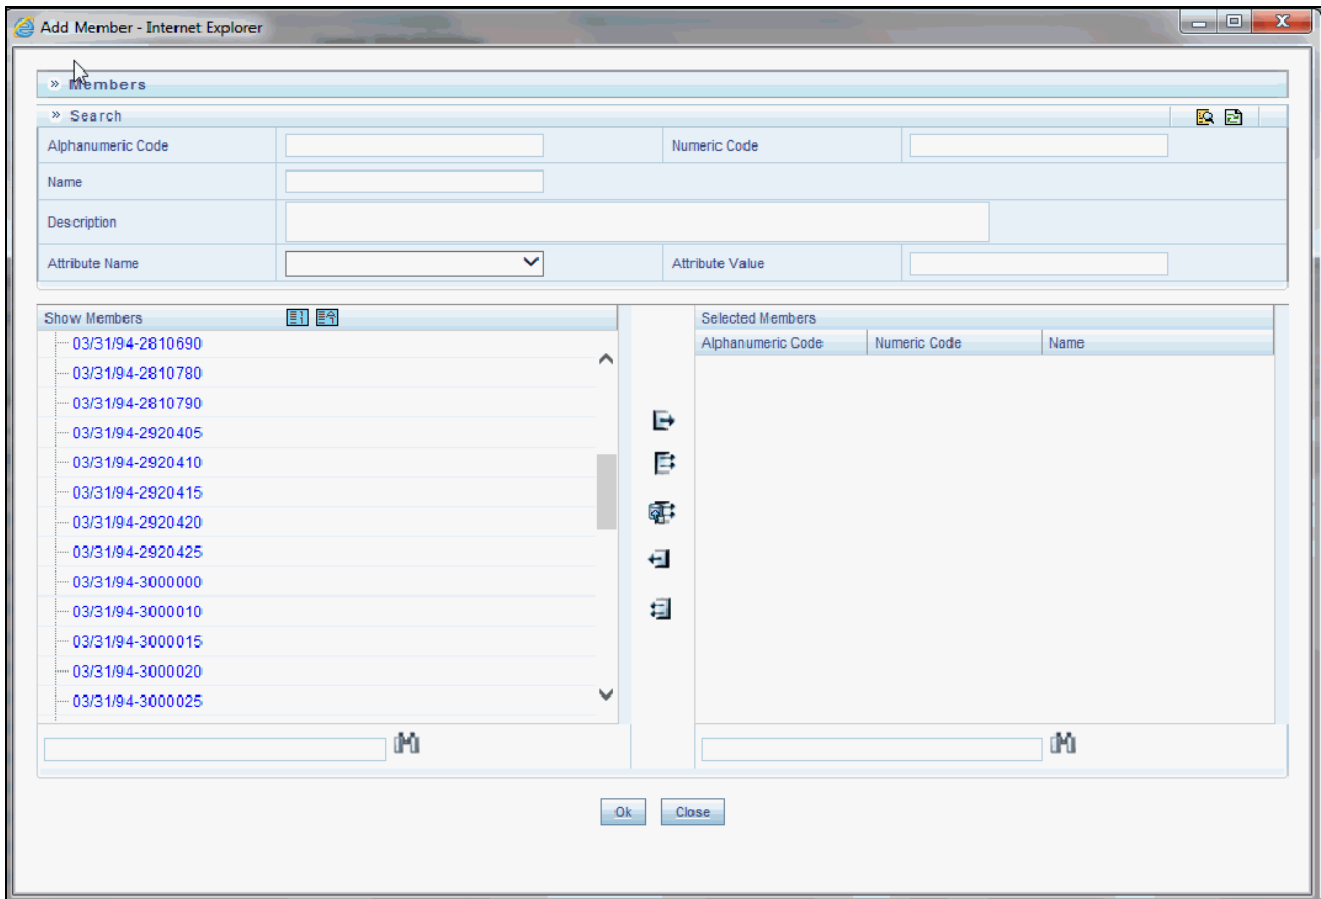 Add Member - Internet Explorer
» Members
» Search
Alphanumeric Code
Numeric Code
Name
Description
Attribute Name
Attribute Value
Show Members
Selected Members
Alphanumeric Code
Numeric Code
Name
03/31/94-2810690
03/31/94-2810780
03/31/94-2810790
03/31/94-2920405
03/31/94-2920410
03/31/94-2920415
03/31/94-2920420
03/31/94-2920425
03/31/94-3000000
03/31/94-3000010
03/31/94-3000015
03/31/94-3000020
03/31/94-3000025
Ok
Close